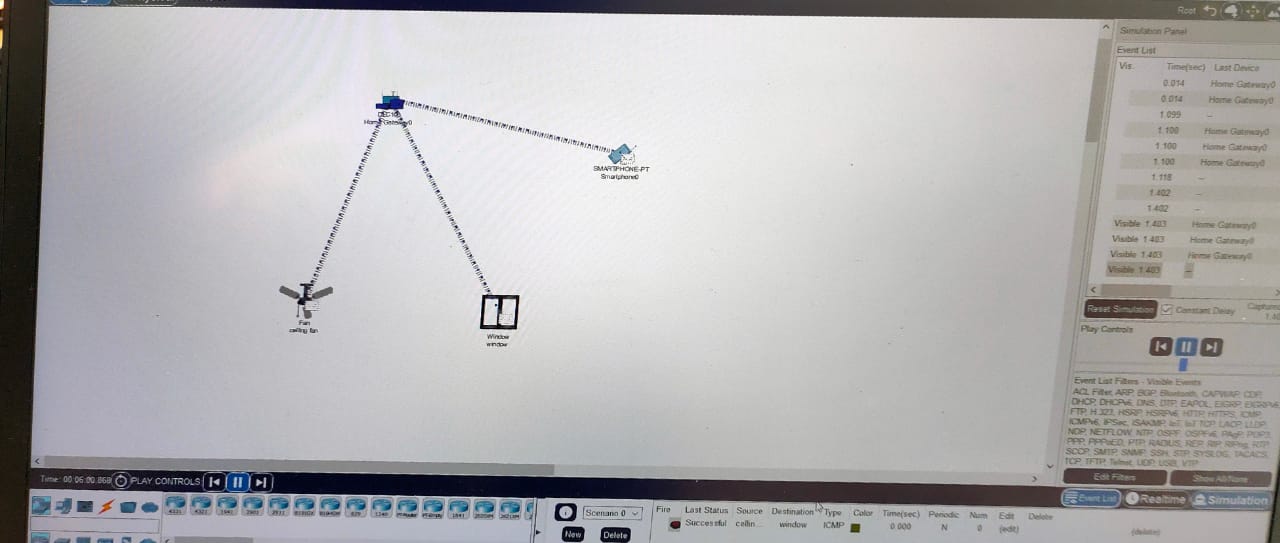 Root
Simulation Panel
Event List
Vis. Time(sec) Last Device
0.014 Home Gateway0
0.014 Home Gateway0
1.099 --
1.100 Home Gateway0
1.100 Home Gateway0
1.100 Home Gateway0
1.118 --
1.402 --
1.402 --
Visible 1.403 Home Gateway0
Visible 1.403 Home Gateway0
Visible 1.403 Home Gateway0
Visible 1.403 --
Home Gateway0
SMARTPHONE-PT
Smartphone0
Fan
ceiling fan
Window
window
Reset Simulation Constant Delay
Play Controls
Event List Filters - Visible Events
ACL Filter, ARP, BGP, Bluetooth, CAPWAP, CDP,
DHCP, DHCPv6, DNS, DTP, EAPOL, EIGRP, EIGRPv6,
FTP, H.323, HSRP, HSRPv6, HTTP, HTTPS, ICMP,
ICMPv6, IPSec, ISAKMP, IoT, IoT TCP, LACP, LLDP,
NDP, NETFLOW, NTP, OSPF, OSPFv6, PAgP, POP3,
PPP, PPPoED, PTP, RADIUS, REP, RIP, RIPng, RTP,
SCCP, SMTP, SNMP, SSH, STP, SYSLOG, TACACS,
TCP, TFTP, Telnet, UDP, USB, VTP
Edit Filters Show All/None
Time: 00:06:00.868 PLAY CONTROLS
Event List Realtime Simulation
4331 4321 1941 2901 2911 829 1240
Scenario 0
New Delete
Fire Last Status Source Destination Type Color Time(sec) Periodic Num Edit Delete
Successful ceilin... window ICMP 0.000 N 0 (edit) (delete)